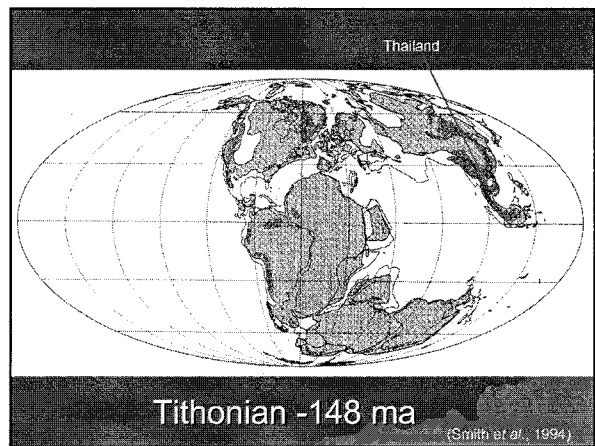 Thailand
Tithonian -148 ma
(Smith et al., 1994)